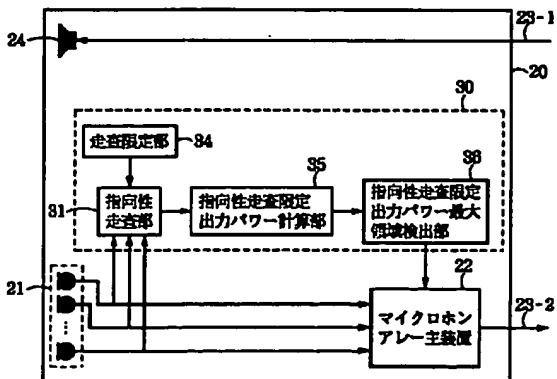 24
23-1
20
30
走査限定部
34
35
36
31
指向性
走査部
指向性走査限定
出力パワー計算部
指向性走査限定
出力パワー最大
領域検出部
21
22
マイクロホン
アレー主装置
23-2